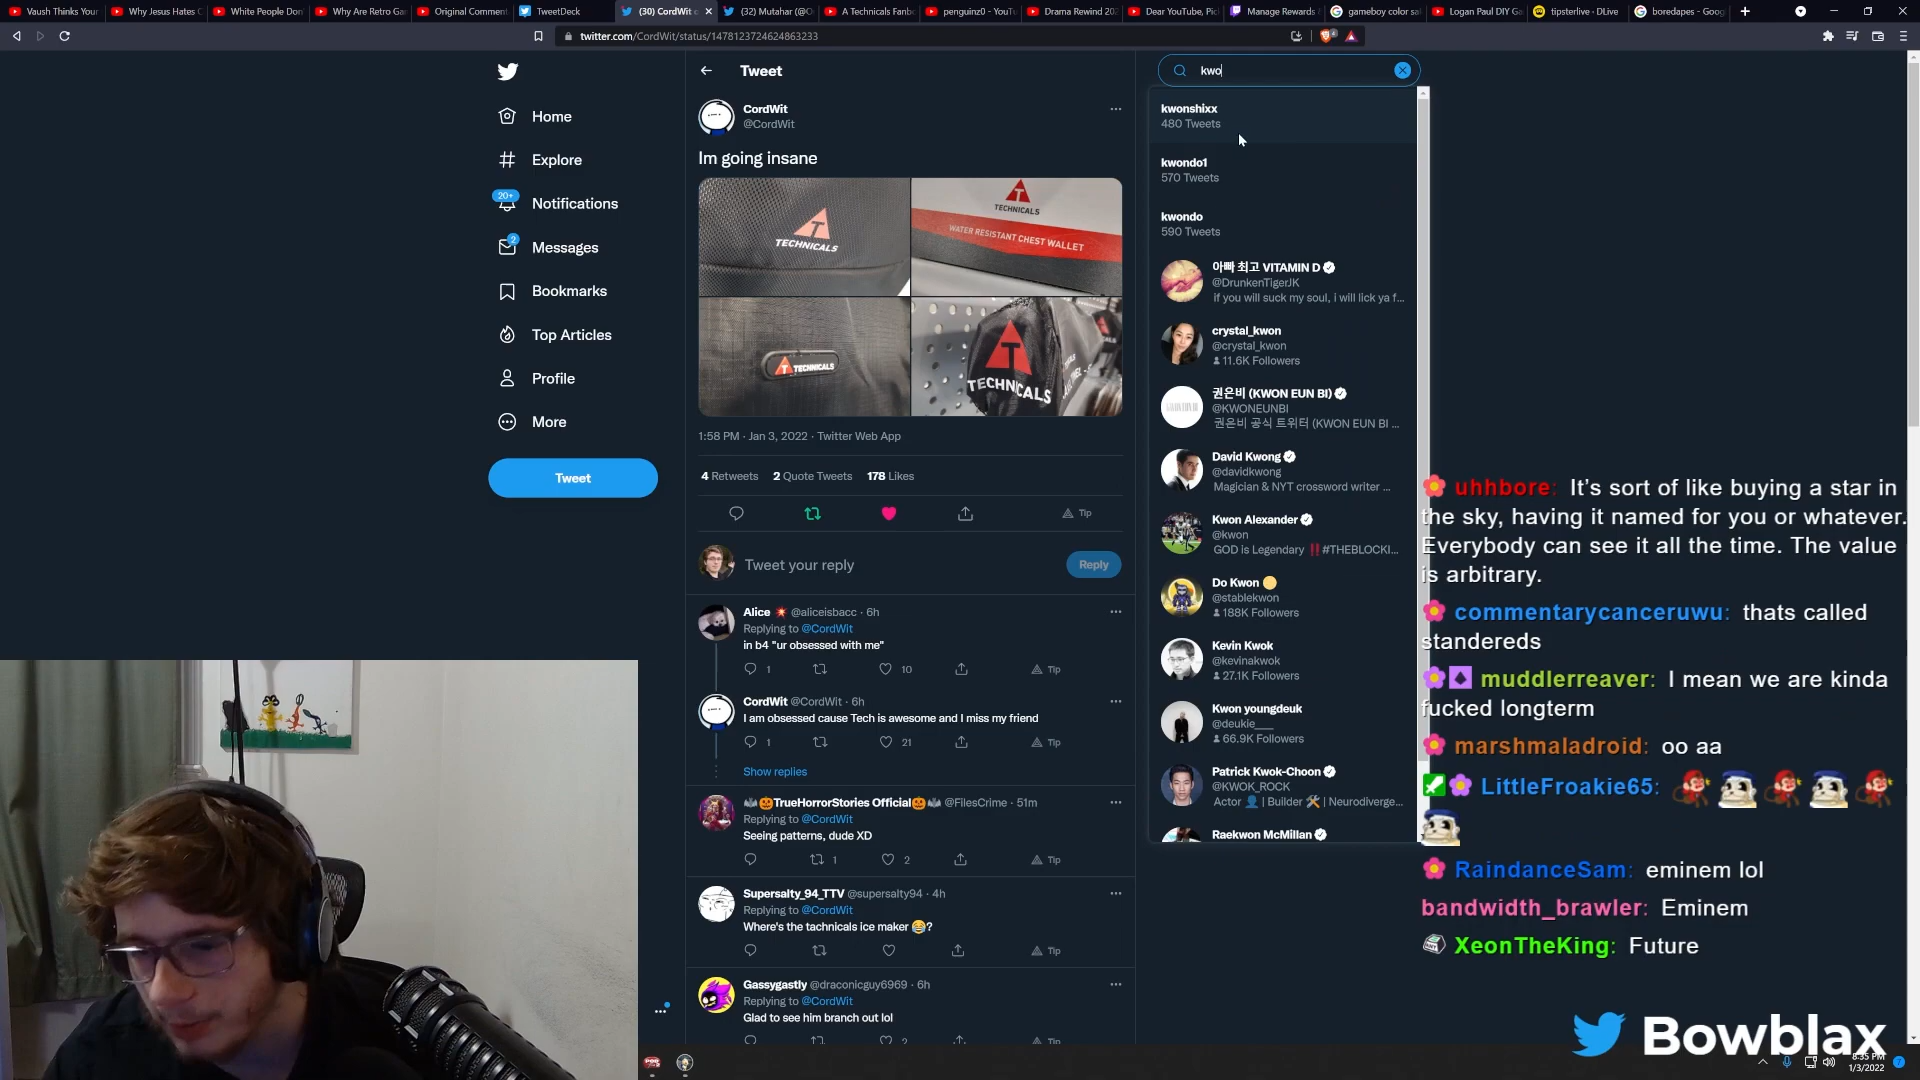 Vaush Thinks Your
Why Jesus Hates C
White People Don'
Why Are Retro Ga
Original Comment
TweetDeck
(30) CordWit o
(32) Mutahar (@O
A Technicals Fanb
penguinz0 - YouTu
Drama Rewind 202
Dear YouTube, Pic
Manage Rewards &
gameboy color sa
Logan Paul DIY Ga
tipsterlive · DLive
boredapes - Goog
twitter.com/CordWit/status/1478123724624863233
Home
Explore
20+
Notifications
2
Messages
Bookmarks
Top Articles
Profile
More
Tweet
Tweet
CordWit
@CordWit
Im going insane
T
TECHNICALS
T
TECHNICALS
WATER RESISTANT CHEST WALLET
T TECHNICALS
T
TECHNICALS
1:58 PM · Jan 3, 2022 · Twitter Web App
4 Retweets 2 Quote Tweets 178 Likes
Tip
Tweet your reply
Reply
Alice 💥 @aliceisbacc · 6h
Replying to @CordWit
in b4 "ur obsessed with me"
1 10 Tip
CordWit @CordWit · 6h
I am obsessed cause Tech is awesome and I miss my friend
1 21 Tip
Show replies
🦇🎃TrueHorrorStories Official🎃🦇 @FilesCrime · 51m
Replying to @CordWit
Seeing patterns, dude XD
1 2 Tip
Supersalty_94_TTV @supersalty94 · 4h
Replying to @CordWit
Where's the tachnicals ice maker 😂?
Tip
Gassygastly @draconicguy6969 · 6h
Replying to @CordWit
Glad to see him branch out lol
2 Tip
kwo
kwonshixx
480 Tweets
kwondo1
570 Tweets
kwondo
590 Tweets
아빠 최고 VITAMIN D
@DrunkenTigerJK
if you will suck my soul, i will lick ya f...
crystal_kwon
@crystal_kwon
11.6K Followers
권은비 (KWON EUN BI)
@KWONEUNBI
권은비 공식 트위터 (KWON EUN BI ...
David Kwong
@davidkwong
Magician & NYT crossword writer ...
Kwon Alexander
@kwon
GOD is Legendary ‼️#THEBLOCKI...
Do Kwon
@stablekwon
188K Followers
Kevin Kwok
@kevinakwok
27.1K Followers
Kwon youngdeuk
@deukie___
66.9K Followers
Patrick Kwok-Choon
@KWOK_ROCK
Actor 👤 | Builder 🛠️ | Neurodiverge...
Raekwon McMillan
uhhbore: It's sort of like buying a star in
the sky, having it named for you or whatever.
Everybody can see it all the time. The value
is arbitrary.
commentarycanceruwu: thats called
standereds
muddlerreaver: I mean we are kinda
fucked longterm
marshmaladroid: oo aa
LittleFroakie65:
RaindanceSam: eminem lol
bandwidth_brawler: Eminem
XeonTheKing: Future
Bowblax
8:35 PM
1/3/2022